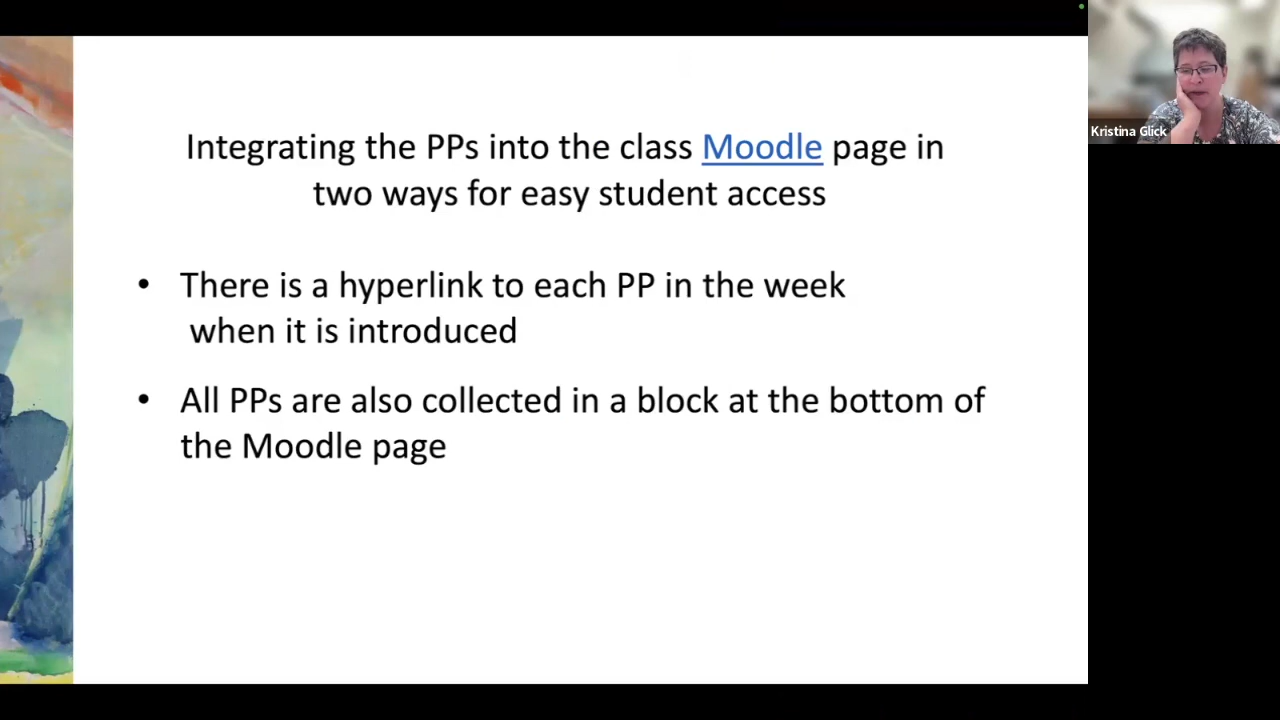 Integrating the PPs into the class Moodle page in
two ways for easy student access
• There is a hyperlink to each PP in the week
when it is introduced
• All PPs are also collected in a block at the bottom of
the Moodle page
Kristina Glick